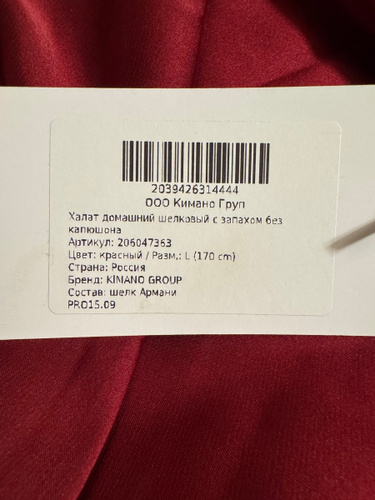 2039426314444
ООО Кимано Груп
Халат домашний шелковый с запахом без
капюшона
Артикул: 206047363
Цвет: красный / Разм.: L (170 cm)
Страна: Россия
Бренд: KIMANO GROUP
Состав: шелк Армани
PRO15.09